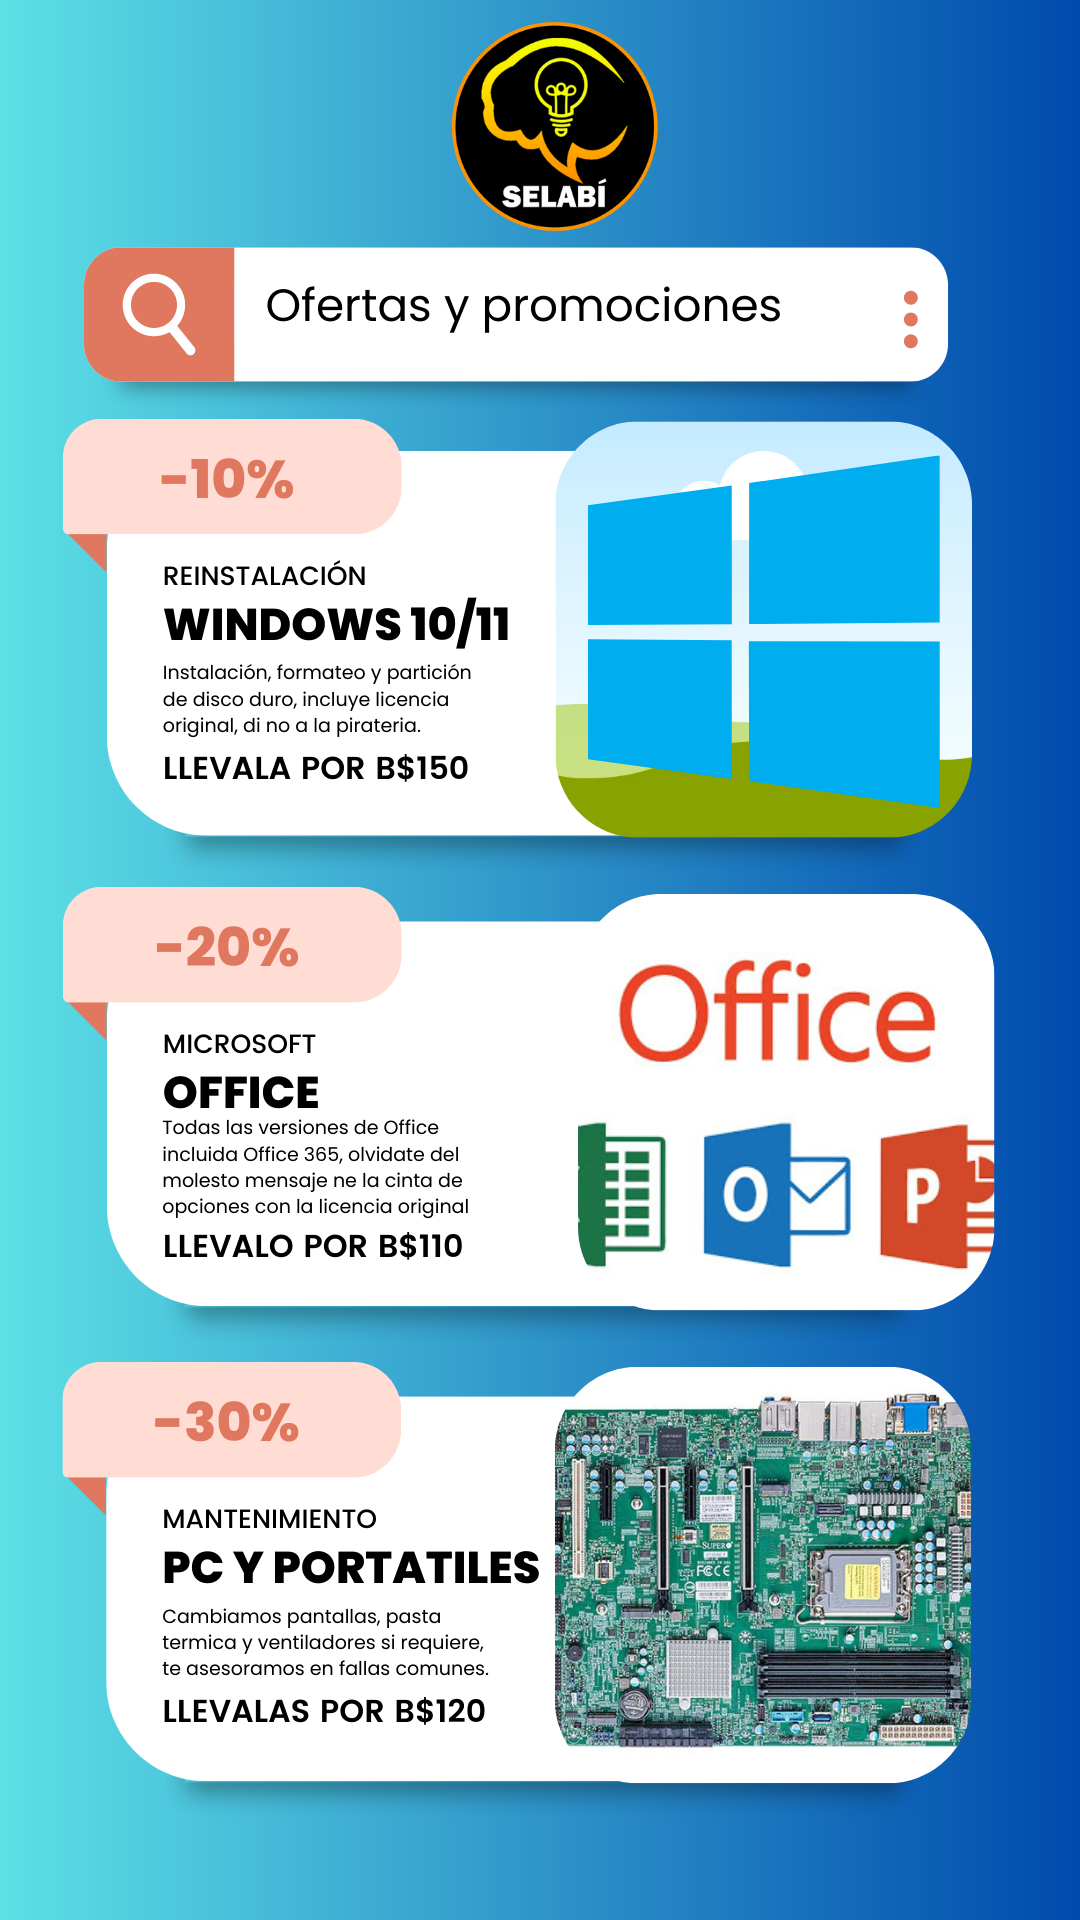 SELABÍ
Ofertas y promociones
-10%
REINSTALACIÓN
WINDOWS 10/11
Instalación, formateo y partición
de disco duro, incluye licencia
original, di no a la pirateria.
LLEVALA POR B$150
-20%
MICROSOFT
OFFICE
Todas las versiones de Office
incluida Office 365, olvidate del
molesto mensaje ne la cinta de
opciones con la licencia original
LLEVALO POR B$110
Office
O
P
-30%
MANTENIMIENTO
PC Y PORTATILES
Cambiamos pantallas, pasta
termica y ventiladores si requiere,
te asesoramos en fallas comunes.
LLEVALAS POR B$120
SUPER
FCC